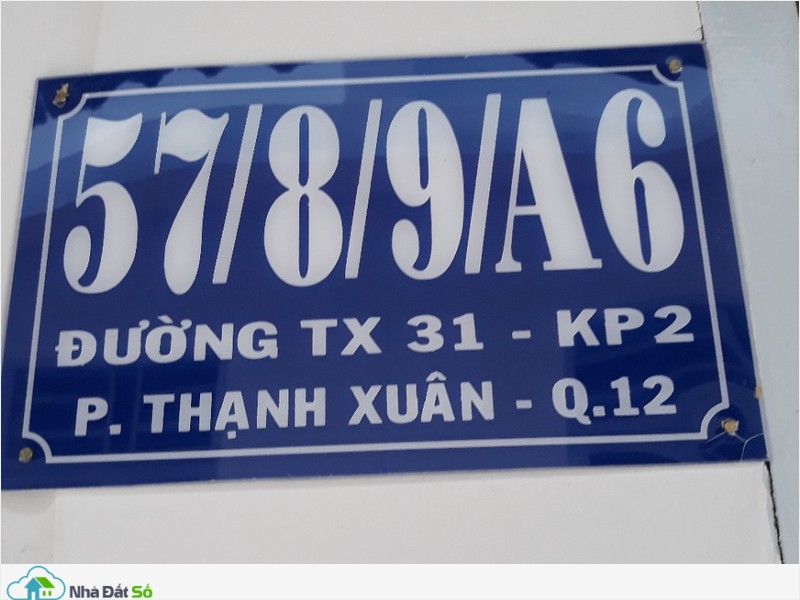 57/8/9/A6
ĐƯỜNG TX 31 - KP2
P. THẠNH XUÂN - Q.12
Nhà Đất Số